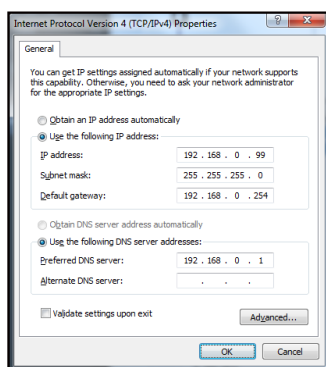 Internet Protocol Version 4 (TCP/IPv4) Properties
General
You can get IP settings assigned automatically if your network supports
this capability. Otherwise, you need to ask your network administrator
for the appropriate IP settings.
Obtain an IP address automatically
Use the following IP address:
IP address: 192 . 168 . 0 . 99
Subnet mask: 255 . 255 . 255 . 0
Default gateway: 192 . 168 . 0 . 254
Obtain DNS server address automatically
Use the following DNS server addresses:
Preferred DNS server: 192 . 168 . 0 . 1
Alternate DNS server: . . .
Validate settings upon exit
Advanced...
OK Cancel